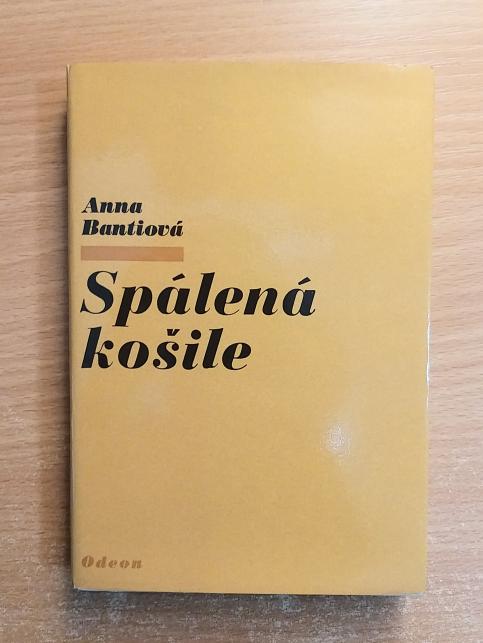 Anna
Bantiová
Spálená
košile
Odeon